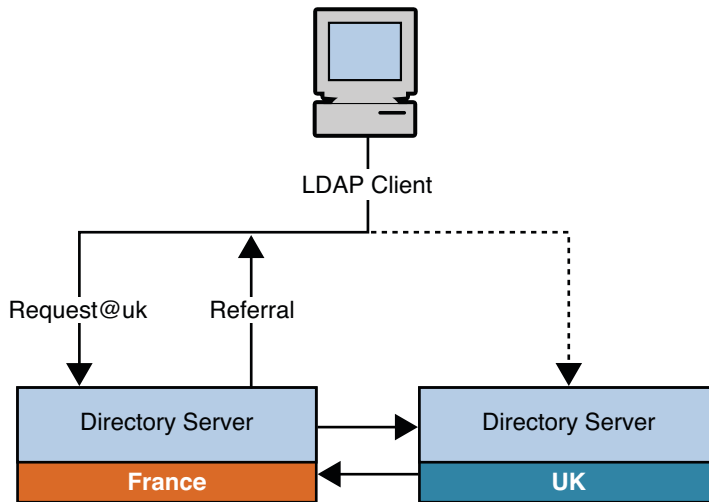 LDAP Client
Request@uk
Referral
Directory Server
Directory Server
France
UK